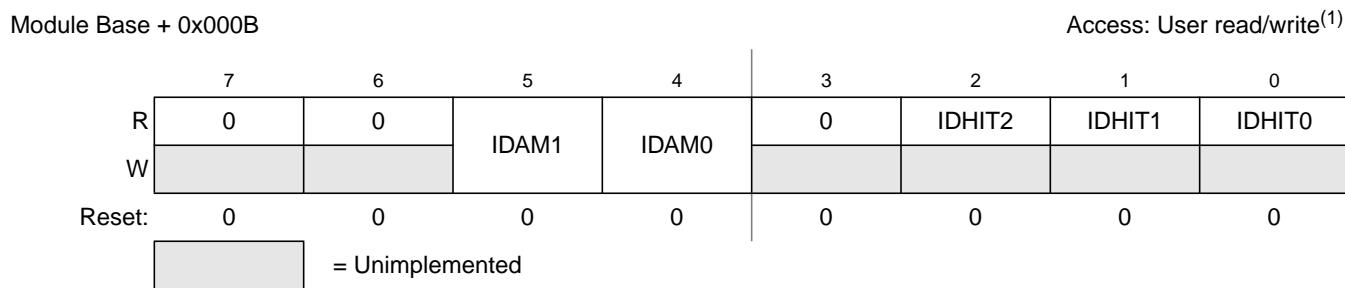 Module Base + 0x000B Access: User read/write(1)
7 6 5 4 3 2 1 0
R 0 0 IDAM1 IDAM0 0 IDHIT2 IDHIT1 IDHIT0
W
Reset: 0 0 0 0 0 0 0 0
= Unimplemented